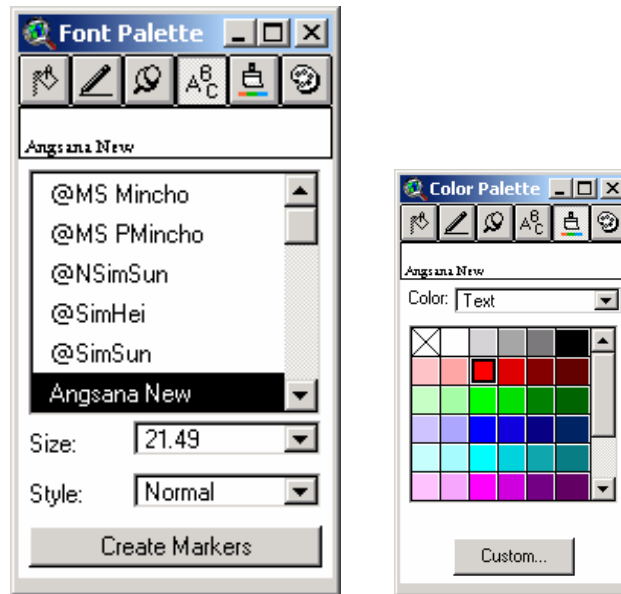 Font Palette
A B C
Angsana New
@MS Mincho
@MS PMincho
@NSimSun
@SimHei
@SimSun
Angsana New
Size: 21.49
Style: Normal
Create Markers
Color Palette
A B C
Angsana New
Color: Text
Custom...